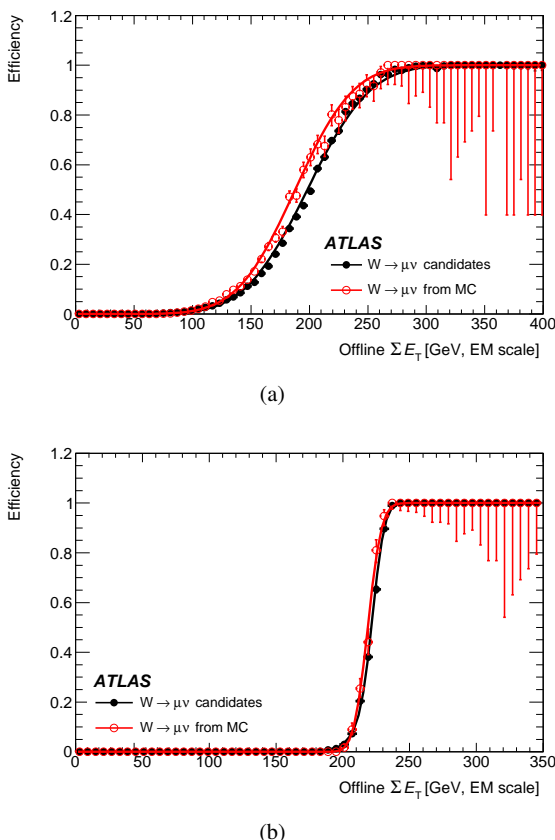 Efficiency
1.2
1
0.8
0.6
0.4
0.2
0
ATLAS
W → μν candidates
W → μν from MC
0 50 100 150 200 250 300 350 400
Offline Σ E_T [GeV, EM scale]
(a)
Efficiency
1.2
1
0.8
0.6
0.4
0.2
0
ATLAS
W → μν candidates
W → μν from MC
0 50 100 150 200 250 300 350
Offline Σ E_T [GeV, EM scale]
(b)